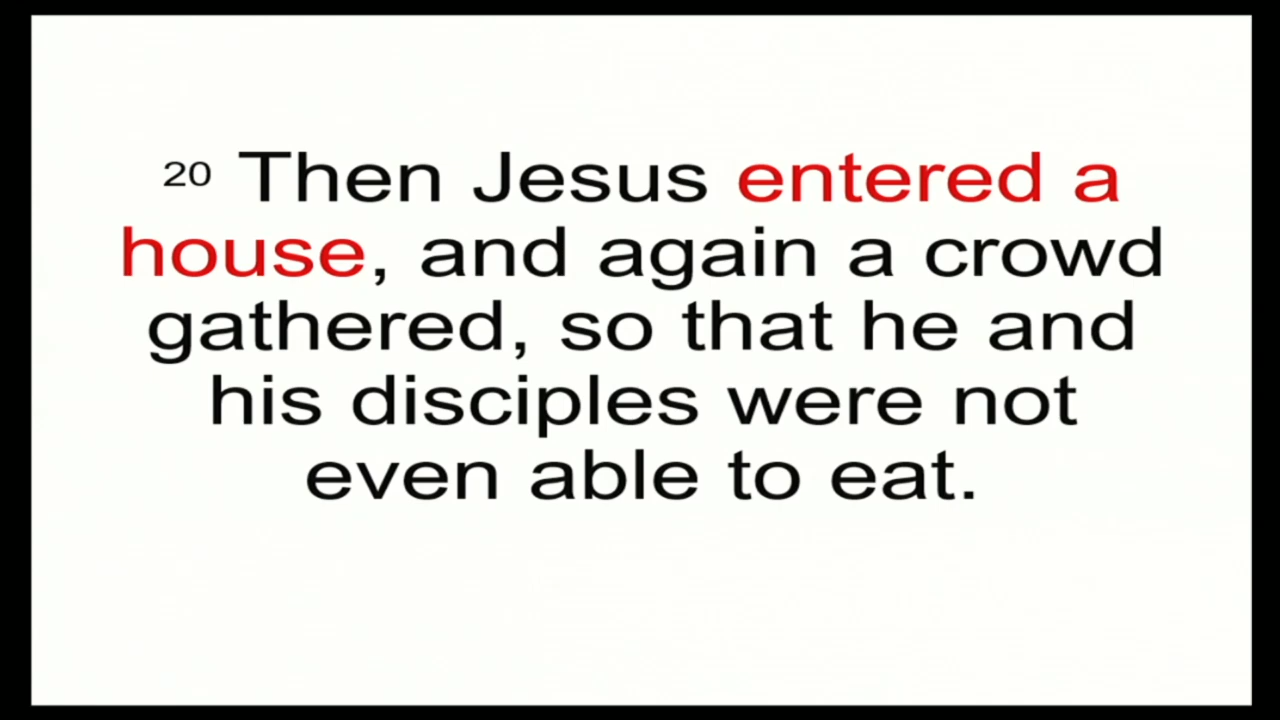 20 Then Jesus entered a
house, and again a crowd
gathered, so that he and
his disciples were not
even able to eat.